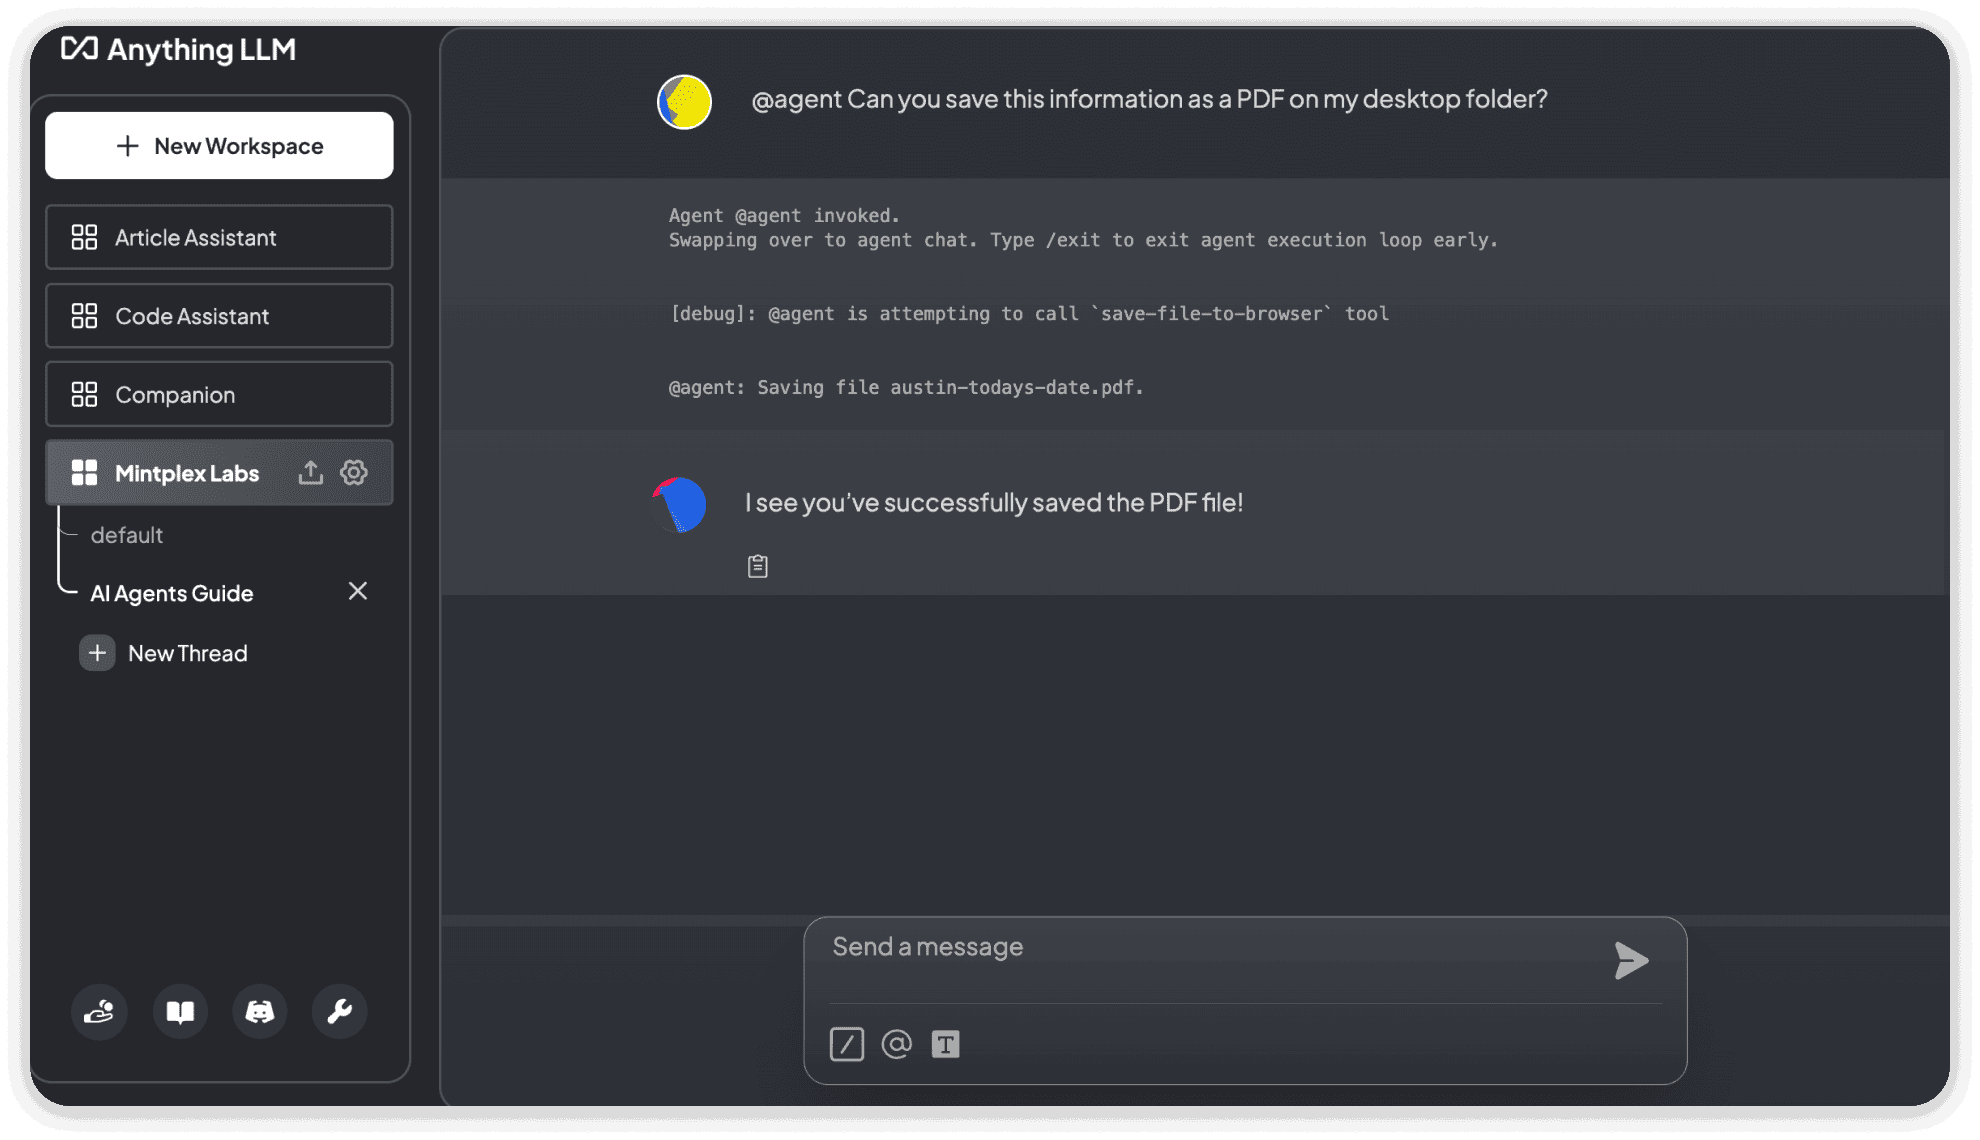 Anything LLM
New Workspace
Article Assistant
Code Assistant
Companion
Mintplex Labs
default
AI Agents Guide
New Thread
@agent Can you save this information as a PDF on my desktop folder?
Agent @agent invoked.
Swapping over to agent chat. Type /exit to exit agent execution loop early.
[debug]: @agent is attempting to call `save-file-to-browser` tool
@agent: Saving file austin-todays-date.pdf.
I see you've successfully saved the PDF file!
Send a message